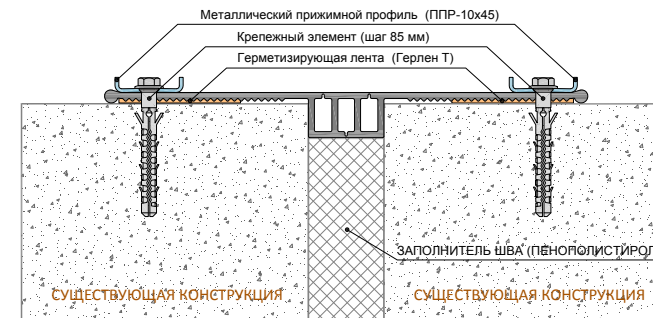 Металлический прижимной профиль (ППР-10х45)
Крепежный элемент (шаг 85 мм)
Герметизирующая лента (Герлен Т)
ЗАПОЛНИТЕЛЬ ШВА (ПЕНОПОЛИСТИРОЛ
СУЩЕСТВУЮЩАЯ КОНСТРУКЦИЯ
СУЩЕСТВУЮЩАЯ КОНСТРУКЦИЯ